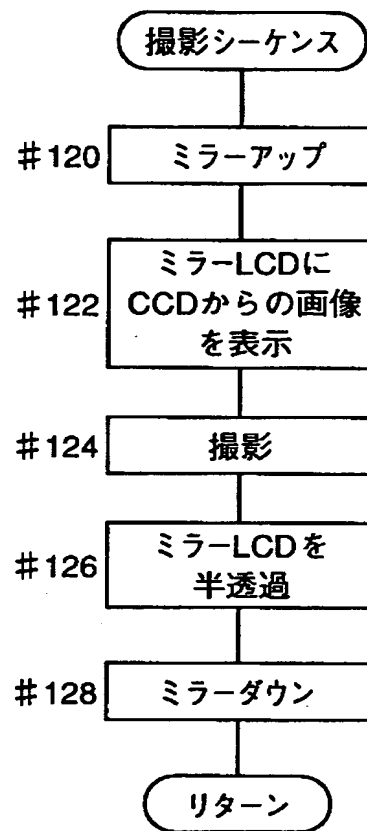 撮影シーケンス
#120
ミラーアップ
#122
ミラーLCDに
CCDからの画像
を表示
#124
撮影
#126
ミラーLCDを
半透過
#128
ミラーダウン
リターン